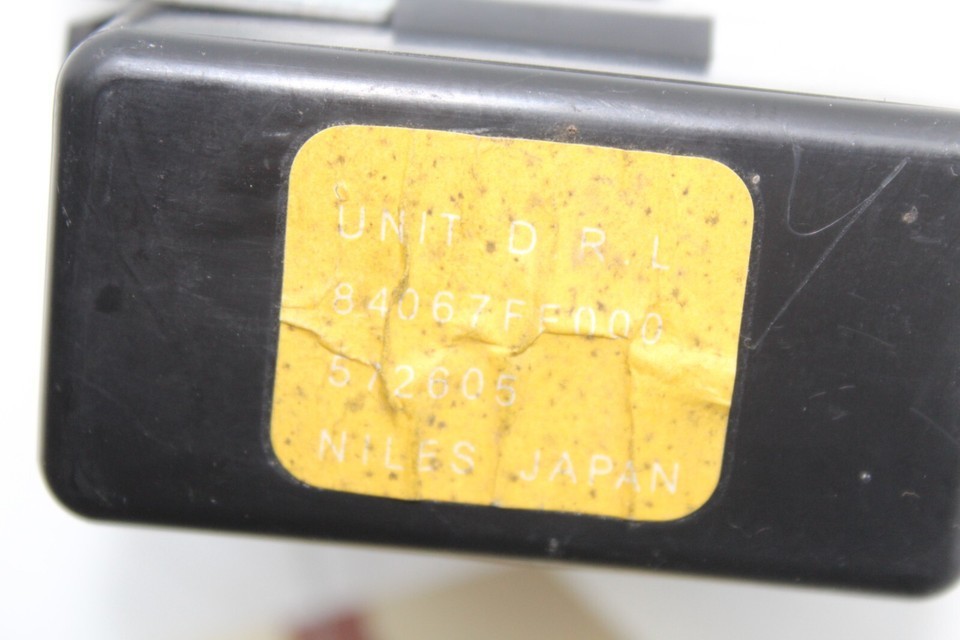 UNIT D R L
84067FE000
572605
NILES JAPAN